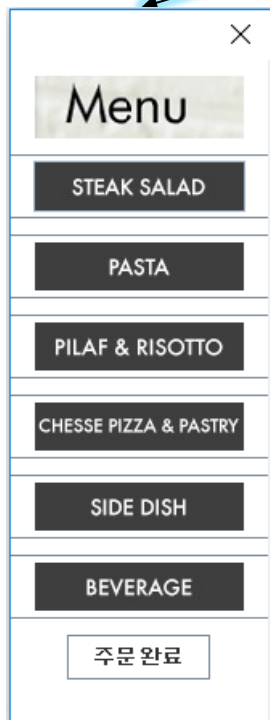 Menu
STEAK SALAD
PASTA
PILAF & RISOTTO
CHESSE PIZZA & PASTRY
SIDE DISH
BEVERAGE
주문 완료